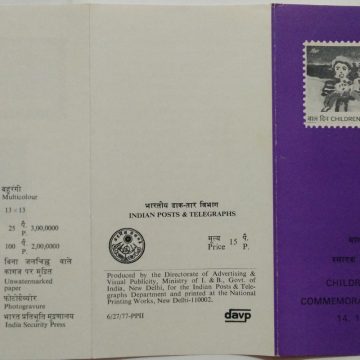 बहुरंगी
Multicolour
13 × 13
25 पै. 3,00,0000
P.
100 पै. 2,00,0000
P.
बिना जलचिह्न वाले
कागज पर मुद्रित
Unwatermarked
paper
फोटोग्रेव्योर
Photogravure
भारत प्रतिभूति मुद्रणालय
India Security Press
भारतीय डाक-तार विभाग
INDIAN POSTS & TELEGRAPHS
मूल्य 15 पै.
Price P.
Produced by the Directorate of Advertising &
Visual Publicity, Ministry of I. & B., Govt. of
India, New Delhi, for the Indian Posts & Tele-
graphs Department and printed at the National
Printing Works, New Delhi-110002.
6/27/77-PPII
davp
बाल दिन CHILDREN
स्मारक
CHILDR
COMMEMORA
14. 1